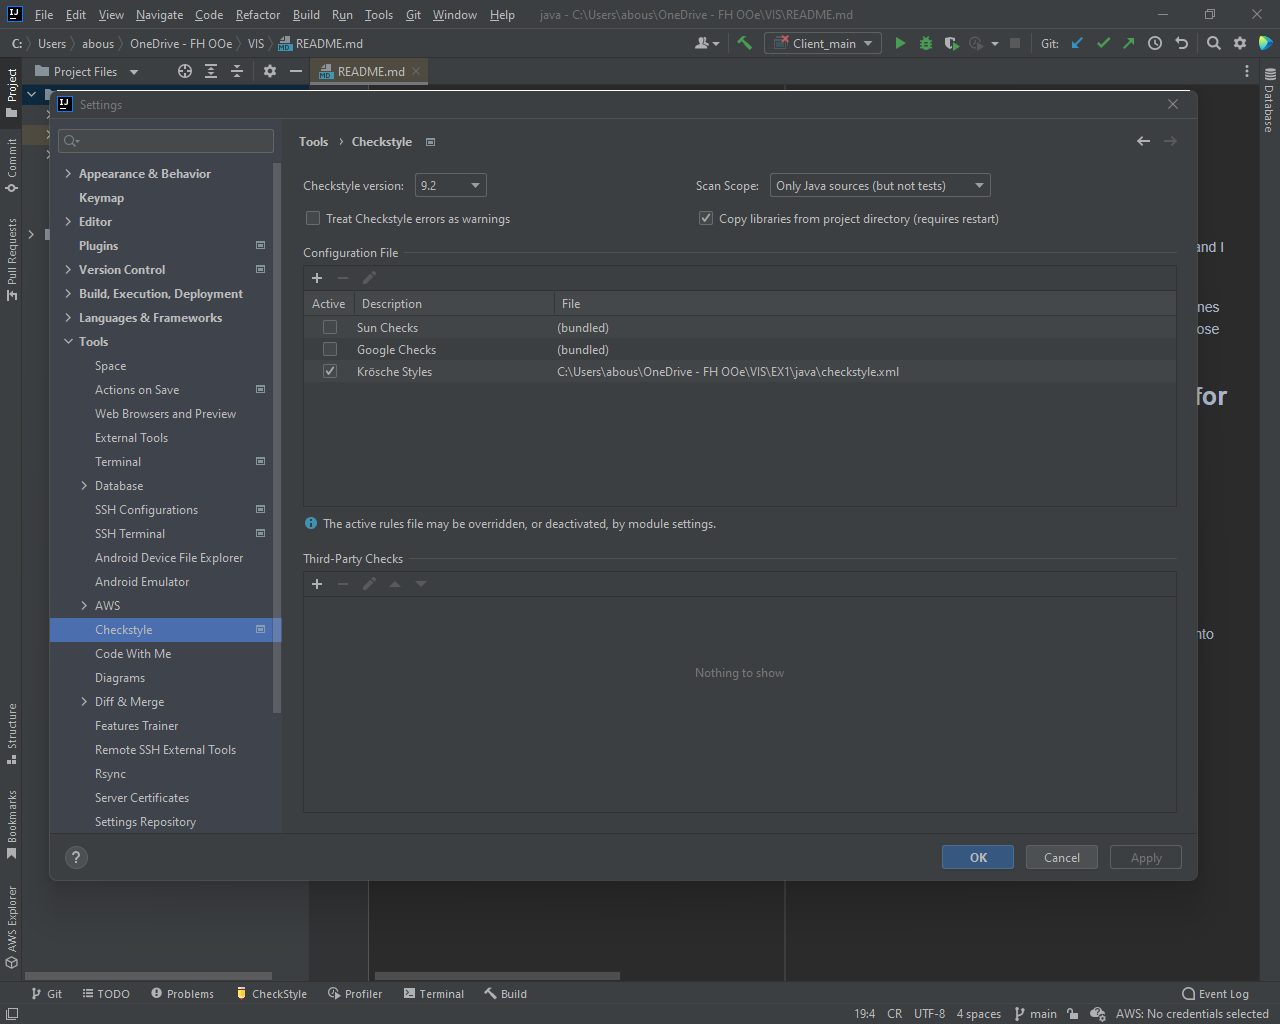 File Edit View Navigate Code Refactor Build Run Tools Git Window Help java - C:\Users\abous\OneDrive - FH OOe\VIS\README.md
C: Users abous OneDrive - FH OOe VIS README.md Client_main Git:
Project Files README.md
Project
Commit
Pull Requests
Structure
Bookmarks
AWS Explorer
Database
Settings
Appearance & Behavior
Keymap
Editor
Plugins
Version Control
Build, Execution, Deployment
Languages & Frameworks
Tools
Space
Actions on Save
Web Browsers and Preview
External Tools
Terminal
Database
SSH Configurations
SSH Terminal
Android Device File Explorer
Android Emulator
AWS
Checkstyle
Code With Me
Diagrams
Diff & Merge
Features Trainer
Remote SSH External Tools
Rsync
Server Certificates
Settings Repository
Tools › Checkstyle
Checkstyle version: 9.2 Scan Scope: Only Java sources (but not tests)
Treat Checkstyle errors as warnings Copy libraries from project directory (requires restart)
Configuration File
Active Description File
Sun Checks (bundled)
Google Checks (bundled)
Krösche Styles C:\Users\abous\OneDrive - FH OOe\VIS\EX1\java\checkstyle.xml
The active rules file may be overridden, or deactivated, by module settings.
Third-Party Checks
Nothing to show
? OK Cancel Apply
and I
nes
ose
for
nto
Git TODO Problems CheckStyle Profiler Terminal Build Event Log
19:4 CR UTF-8 4 spaces main AWS: No credentials selected